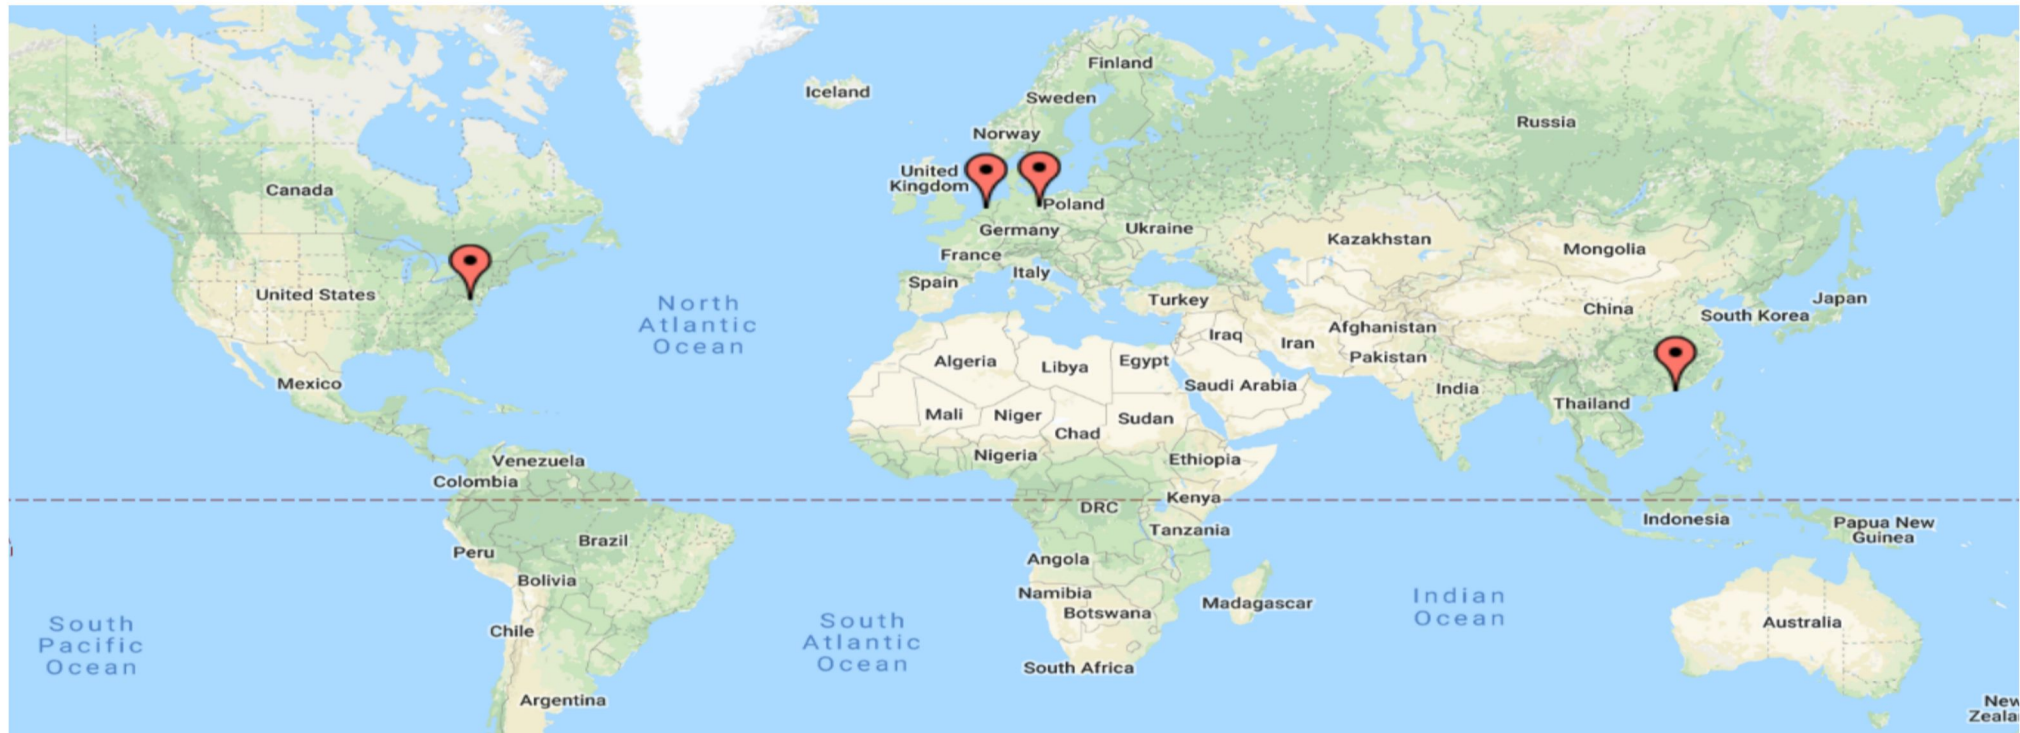 Finland
Iceland
Sweden
Russia
Norway
United
Kingdom
Canada
Poland
Germany
Ukraine
Kazakhstan
Mongolia
France
Italy
Spain
United States
Turkey
Japan
China
South Korea
North
Atlantic
Ocean
Iraq
Iran
Afghanistan
Pakistan
Algeria
Libya
Egypt
Saudi Arabia
India
Mexico
Thailand
Mali
Niger
Sudan
Chad
Nigeria
Ethiopia
Venezuela
Colombia
Kenya
DRC
Indonesia
Papua New
Guinea
Tanzania
Brazil
Peru
Angola
Bolivia
Namibia
Botswana
Madagascar
Indian
Ocean
South
Pacific
Ocean
Chile
South
Atlantic
Ocean
Australia
South Africa
Argentina
New
Zeala